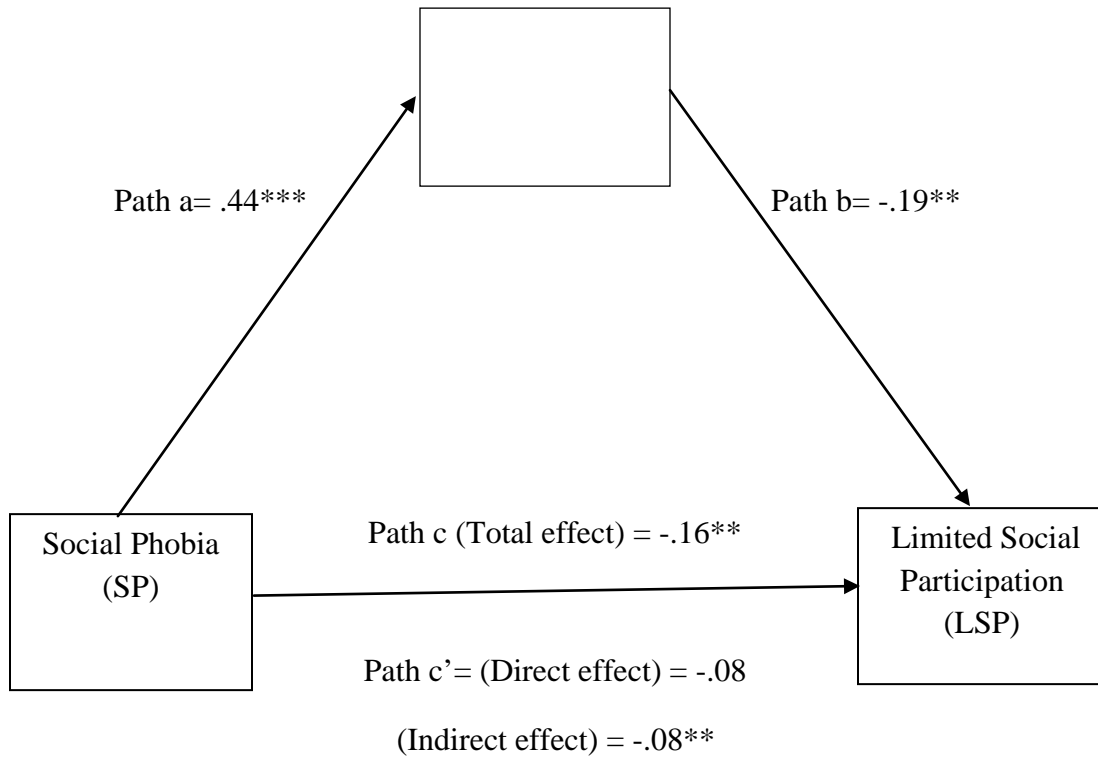 Path a= .44***
Path b= -.19**
Social Phobia
(SP)
Path c (Total effect) = -.16**
Limited Social
Participation
(LSP)
Path c’= (Direct effect) = -.08
(Indirect effect) = -.08**